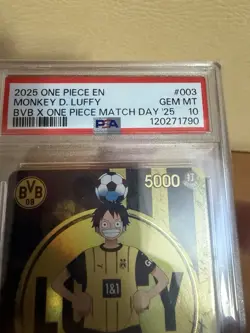 2025 ONE PIECE EN #003
MONKEY D. LUFFY GEM MT
BVB X ONE PIECE MATCH DAY '25 10
PSA 120271790
BVB
09
5000
1&1
LUFFY